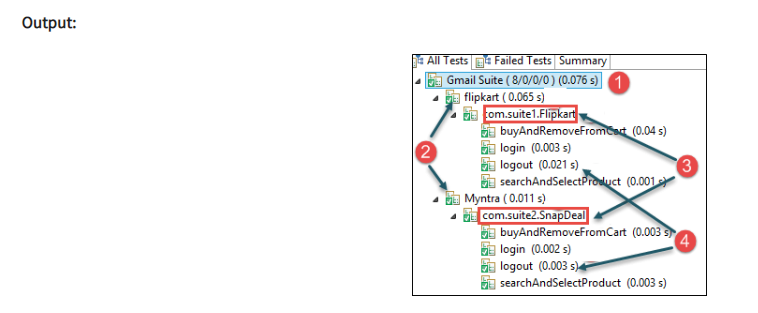 Output:
All Tests Failed Tests Summary
Gmail Suite ( 8/0/0/0 ) (0.076 s) 1
flipkart ( 0.065 s)
com.suite1.Flipkart
buyAndRemoveFromCart (0.04 s)
login (0.003 s)
2
logout (0.021 s)
3
searchAndSelectProduct (0.001 s)
Myntra ( 0.011 s)
com.suite2.SnapDeal
buyAndRemoveFromCart (0.003 s)
4
login (0.002 s)
logout (0.003 s)
searchAndSelectProduct (0.003 s)